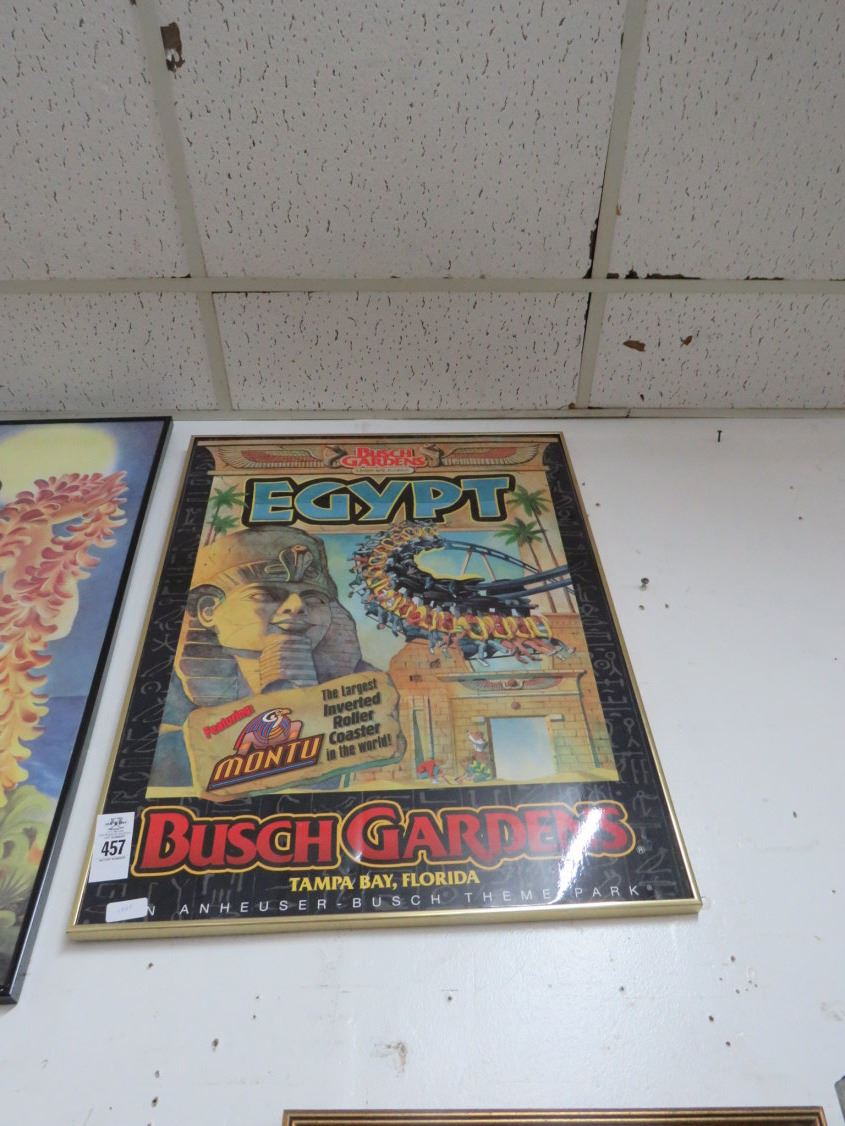 BUSCH
GARDENS
EGYPT
Featuring:
MONTU
The Largest
Inverted
Roller
Coaster
in the World!
BUSCH GARDENS®
TAMPA BAY, FLORIDA
N ANHEUSER-BUSCH THEME PARK
457